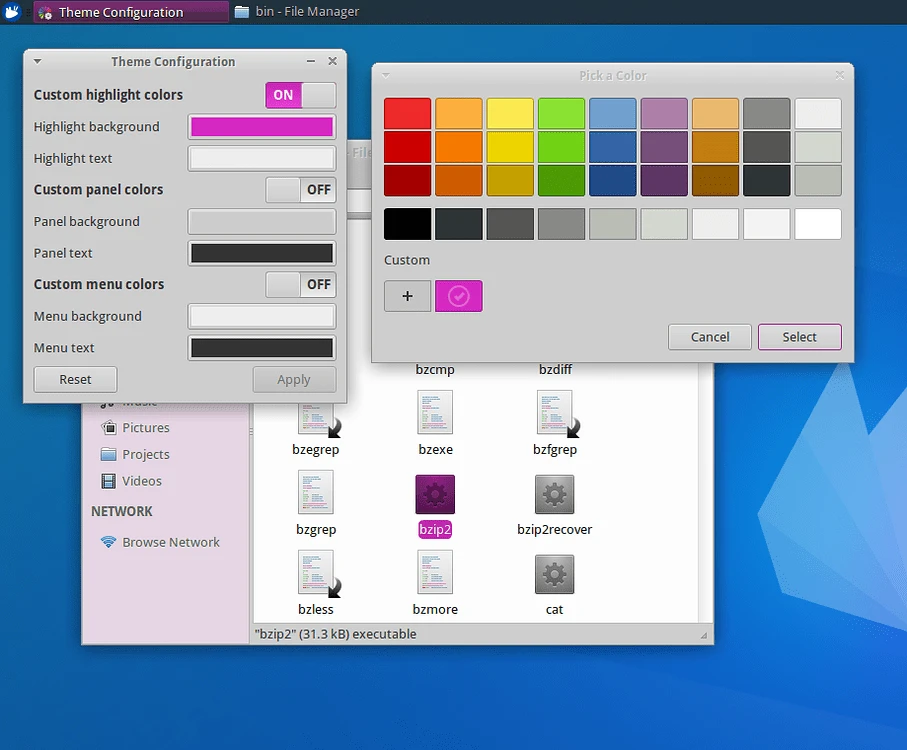 Theme Configuration
bin - File Manager
Theme Configuration
Custom highlight colors
ON
Highlight background
Highlight text
Custom panel colors
OFF
Panel background
Panel text
Custom menu colors
OFF
Menu background
Menu text
Reset
Apply
Pick a Color
Custom
+
Cancel
Select
File
bzcmp
bzdiff
Music
Pictures
Projects
Videos
NETWORK
Browse Network
bzegrep
bzexe
bzfgrep
bzgrep
bzip2
bzip2recover
bzless
bzmore
cat
"bzip2" (31.3 kB) executable